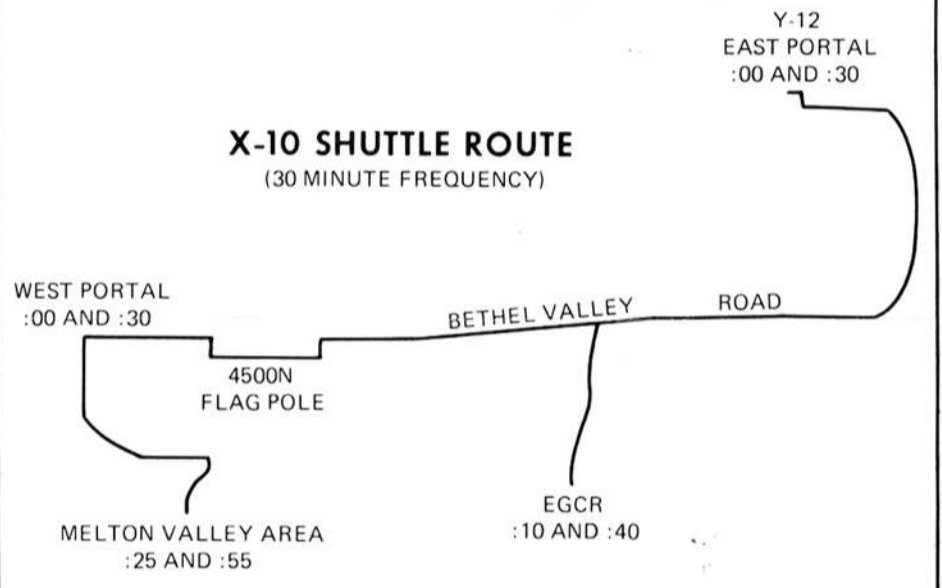 Y-12
EAST PORTAL
:00 AND :30
X-10 SHUTTLE ROUTE
(30 MINUTE FREQUENCY)
WEST PORTAL
:00 AND :30
BETHEL VALLEY ROAD
4500N
FLAG POLE
EGCR
:10 AND :40
MELTON VALLEY AREA
:25 AND :55